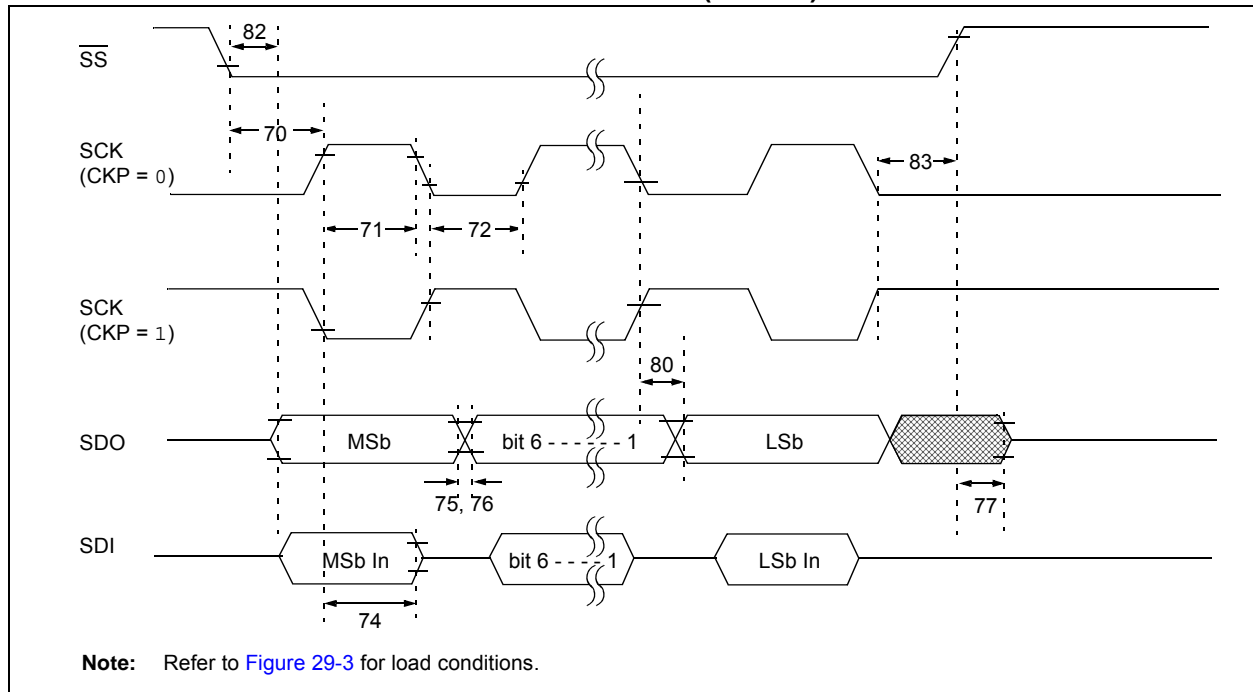 82
SS
70
SCK
(CKP = 0)
83
71
72
SCK
(CKP = 1)
80
SDO
MSb
bit 6 - - - - - - 1
LSb
75, 76
77
SDI
MSb In
bit 6 - - - - 1
LSb In
74
Note: Refer to Figure 29-3 for load conditions.